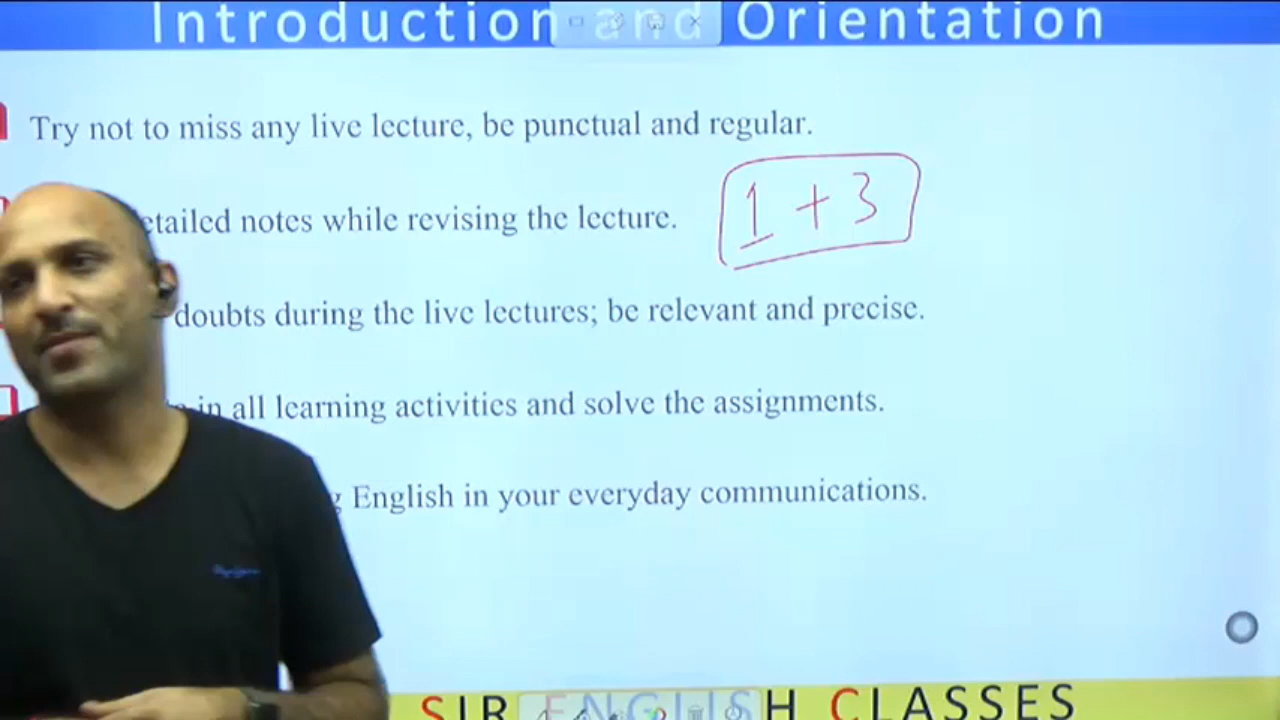 Introduction and Orientation
Try not to miss any live lecture, be punctual and regular.
etailed notes while revising the lecture.
1 + 3
doubts during the live lectures; be relevant and precise.
in all learning activities and solve the assignments.
g English in your everyday communications.
SIR ENGLISH CLASSES